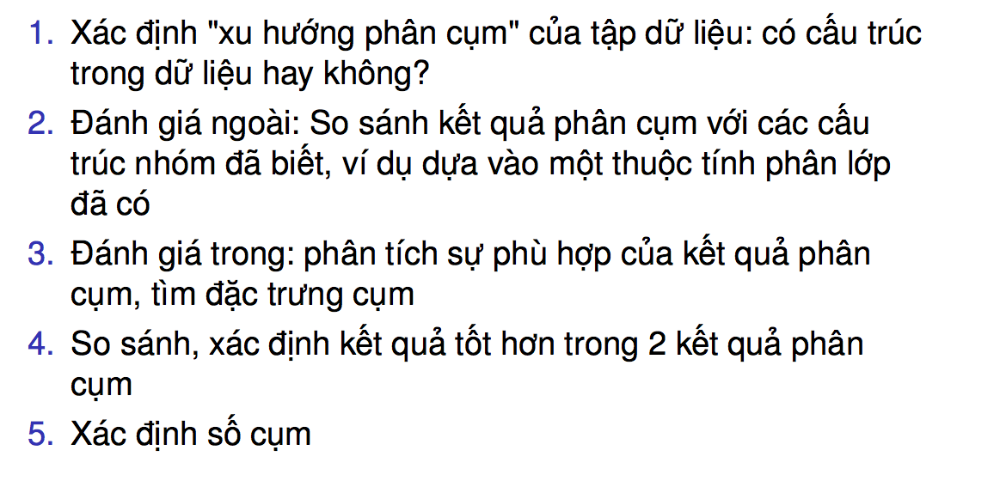 1. Xác định "xu hướng phân cụm" của tập dữ liệu: có cấu trúc
trong dữ liệu hay không?
2. Đánh giá ngoài: So sánh kết quả phân cụm với các cấu
trúc nhóm đã biết, ví dụ dựa vào một thuộc tính phân lớp
đã có
3. Đánh giá trong: phân tích sự phù hợp của kết quả phân
cụm, tìm đặc trưng cụm
4. So sánh, xác định kết quả tốt hơn trong 2 kết quả phân
cụm
5. Xác định số cụm